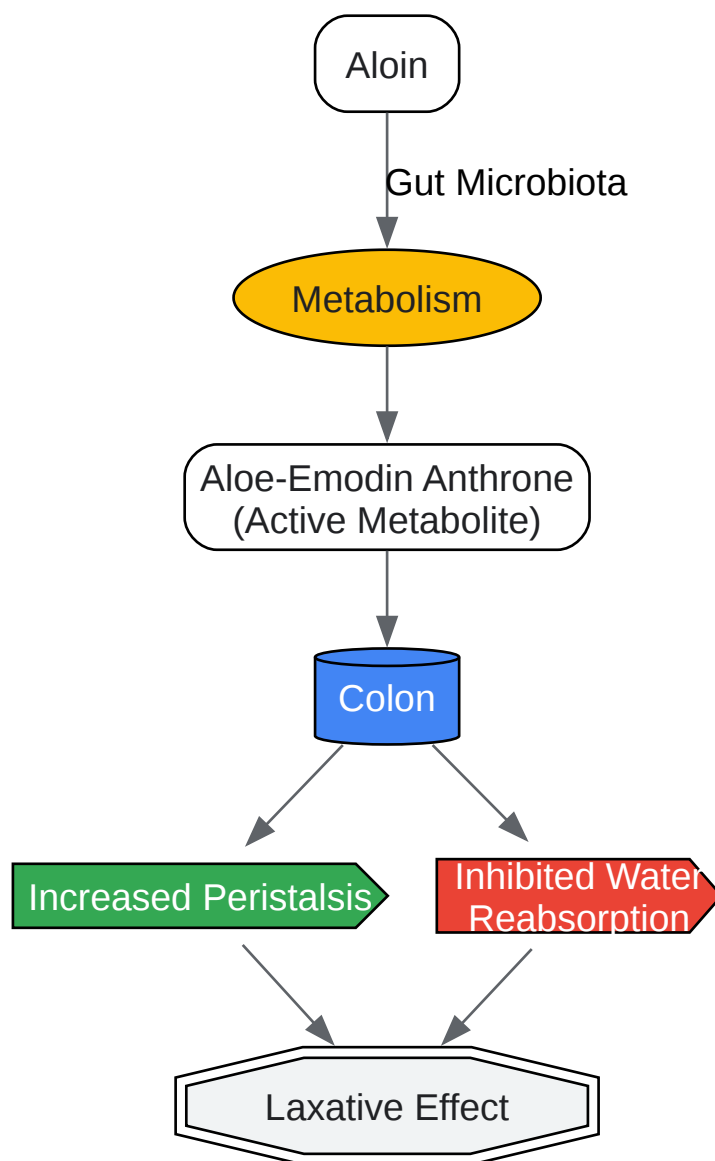 Aloin
Gut Microbiota
Metabolism
Aloe-Emodin Anthrone
(Active Metabolite)
Colon
Increased Peristalsis
Inhibited Water
Reabsorption
Laxative Effect